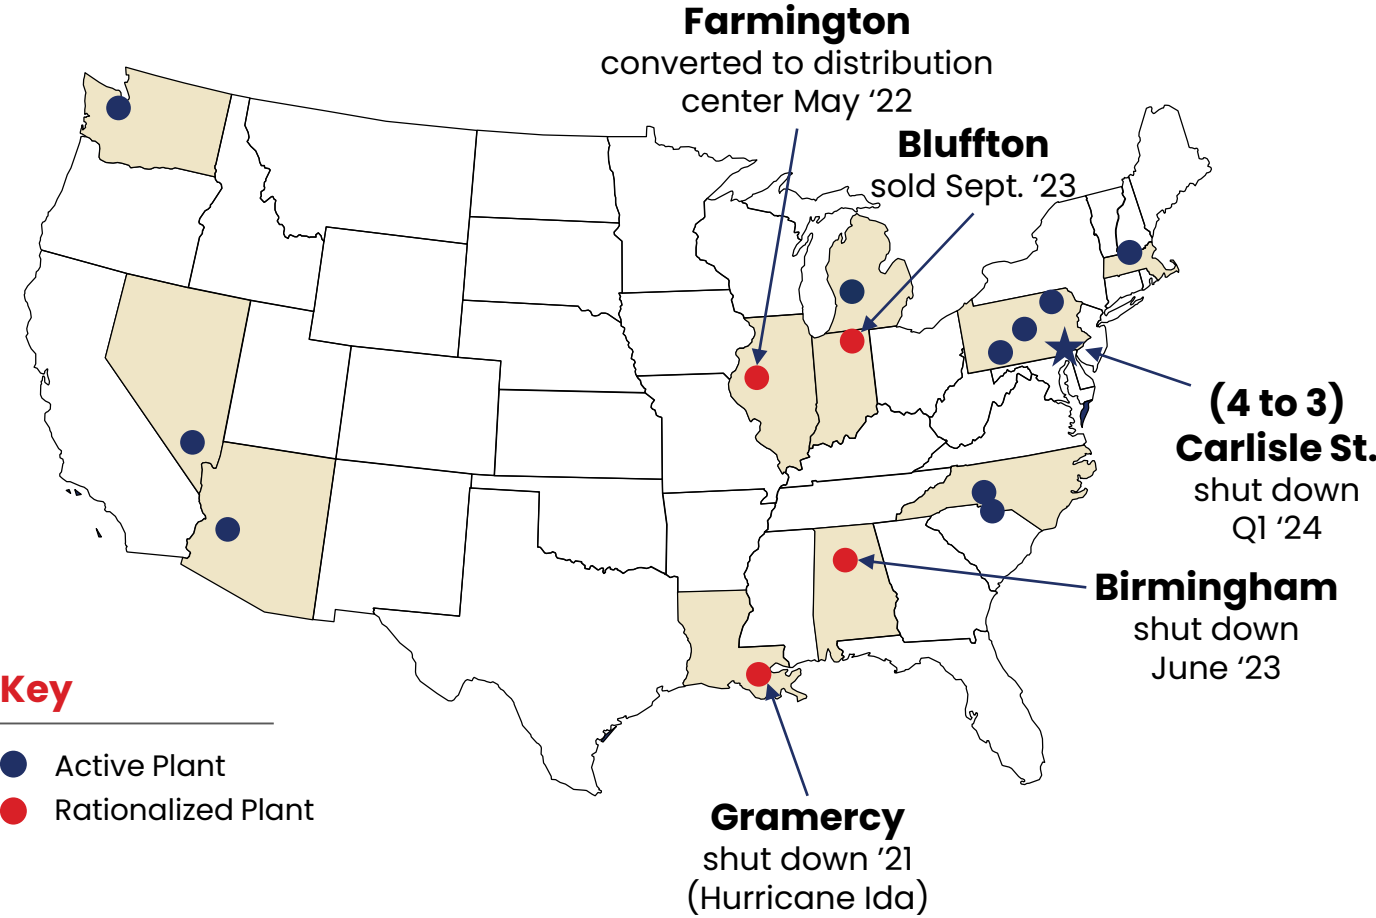 Farmington
converted to distribution
center May ‘22
Bluffton
sold Sept. ‘23
(4 to 3)
Carlisle St.
shut down
Q1 ‘24
Birmingham
shut down
June ‘23
Key
Active Plant
Rationalized Plant
Gramercy
shut down ’21
(Hurricane Ida)